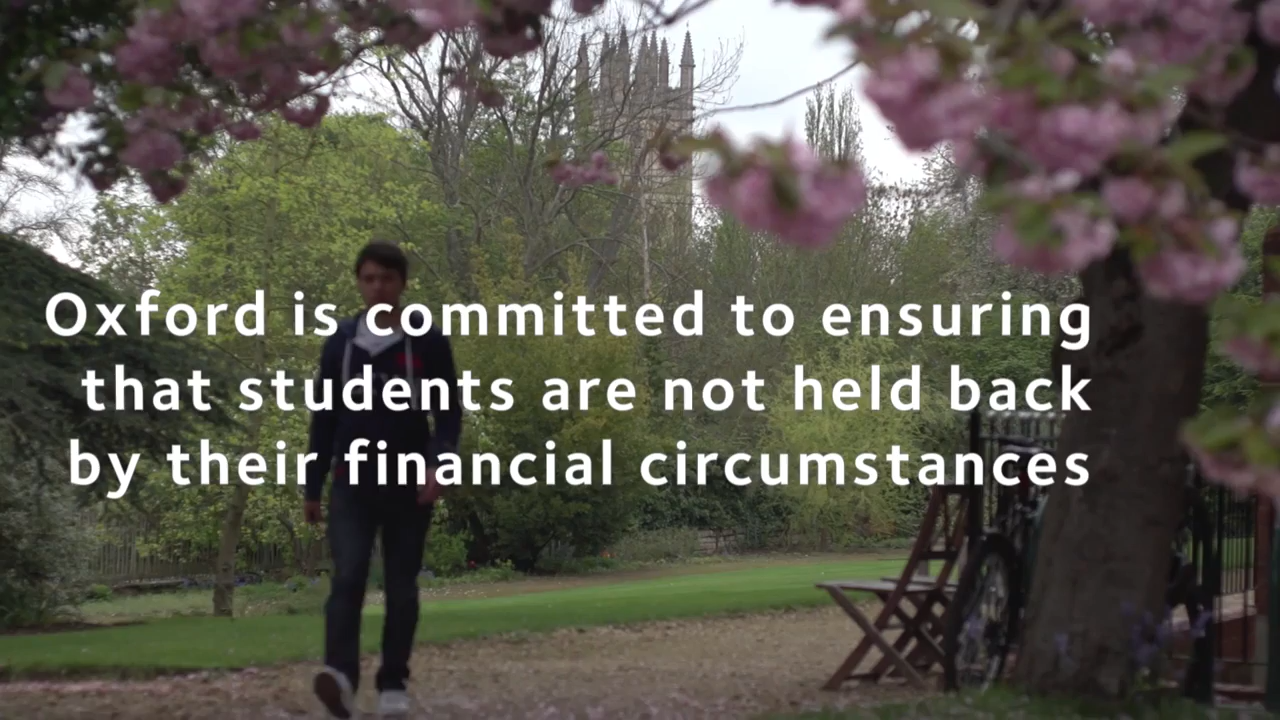 Oxford is committed to ensuring
that students are not held back
by their financial circumstances